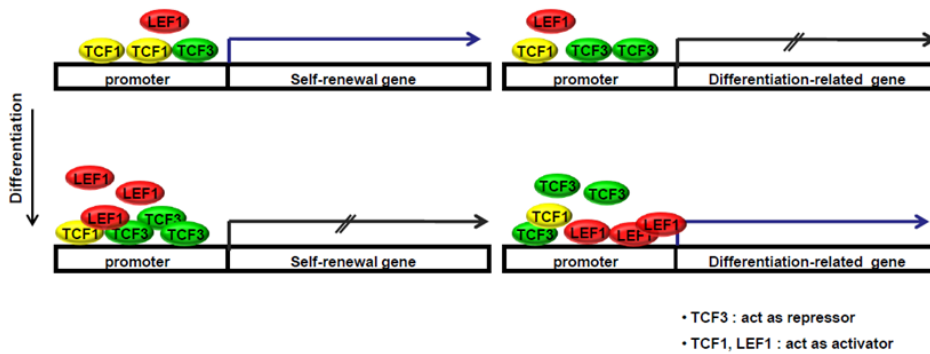 LEF1
TCF1 TCF1 TCF3
promoter Self-renewal gene
LEF1
TCF1 TCF3 TCF3
promoter Differentiation-related gene
Differentiation
LEF1
LEF1
LEF1 TCF3
TCF1 TCF3 TCF3
promoter Self-renewal gene
TCF3 TCF3
TCF1 LEF1
TCF3 LEF1 LEF1
promoter Differentiation-related gene
• TCF3 : act as repressor
• TCF1, LEF1 : act as activator